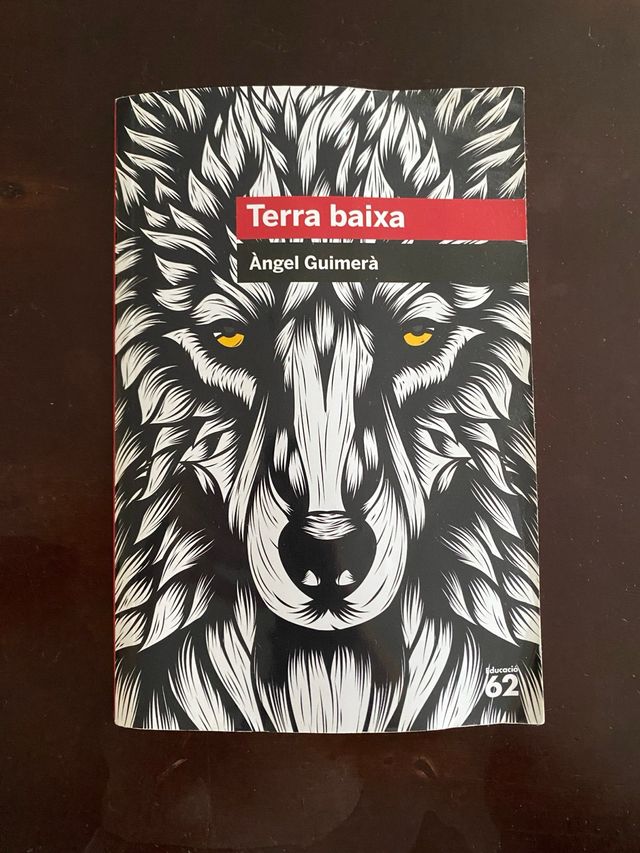 Terra baixa
Àngel Guimerà
Educació
62